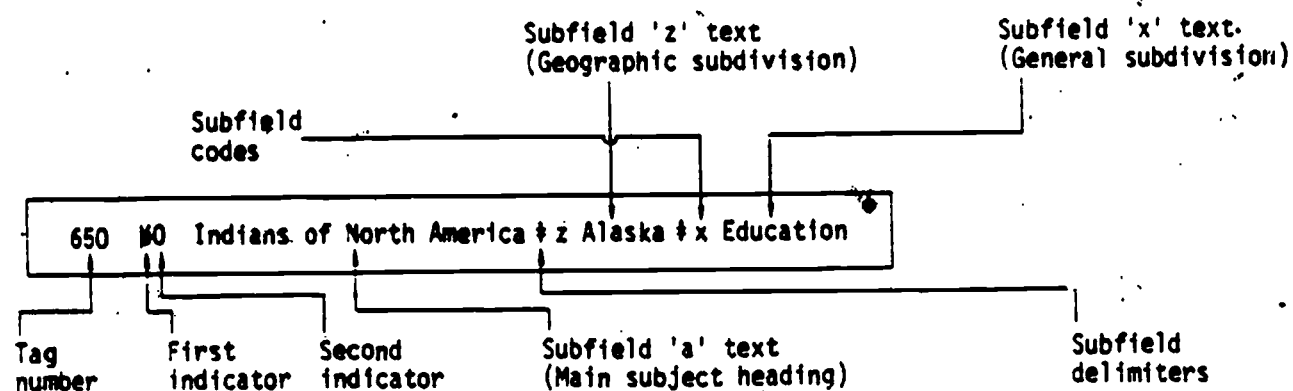 Subfield 'z' text
(Geographic subdivision)
Subfield 'x' text.
(General subdivision)
Subfield
codes
650 ɃO Indians of North America ‡ z Alaska ‡ x Education
Tag
number
First
indicator
Second
indicator
Subfield 'a' text
(Main subject heading)
Subfield
delimiters